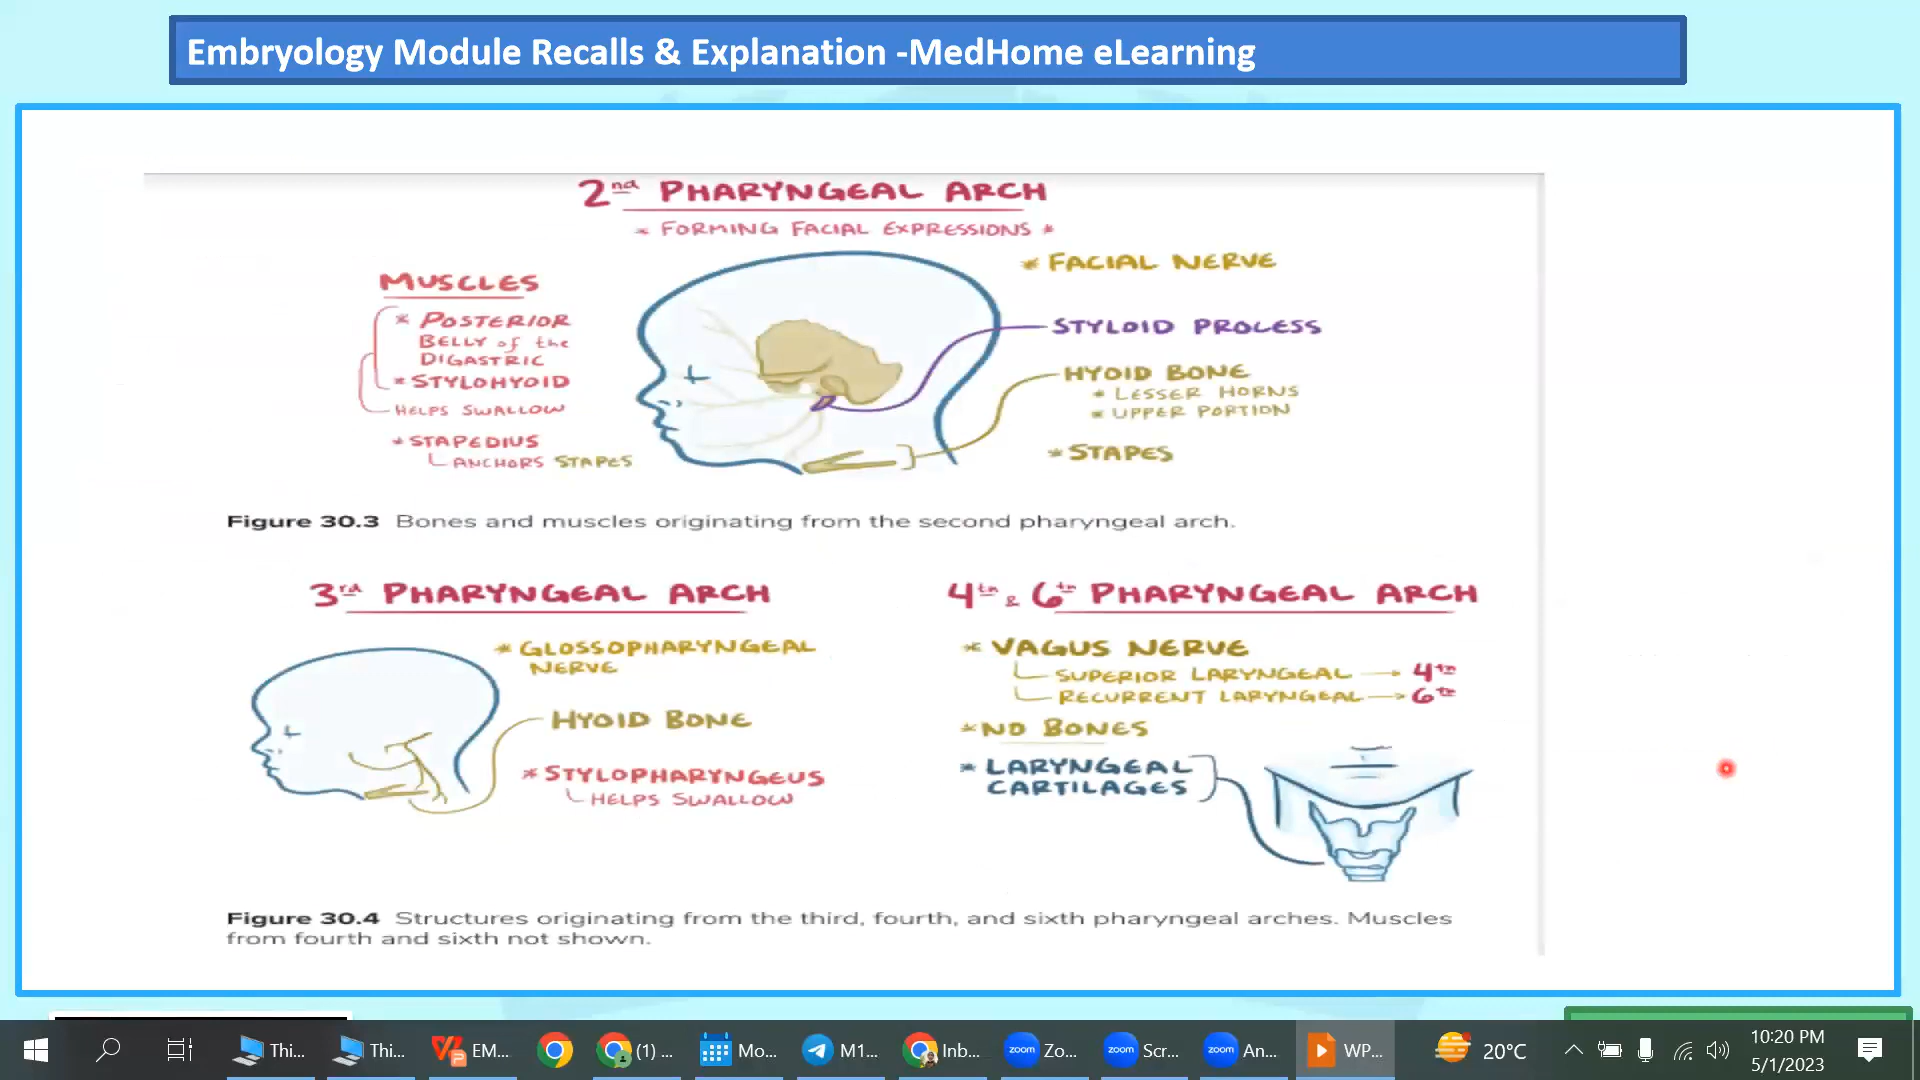 Embryology Module Recalls & Explanation -MedHome eLearning
2nd PHARYNGEAL ARCH
* FORMING FACIAL EXPRESSIONS *
MUSCLES
* POSTERIOR
BELLY of the
DIGASTRIC
* STYLOHYOID
HELPS SWALLOW
* STAPEDIUS
ANCHORS STAPES
* FACIAL NERVE
STYLOID PROCESS
HYOID BONE
* LESSER HORNS
* UPPER PORTION
* STAPES
Figure 30.3 Bones and muscles originating from the second pharyngeal arch.
3rd PHARYNGEAL ARCH
* GLOSSOPHARYNGEAL
NERVE
HYOID BONE
* STYLOPHARYNGEUS
HELPS SWALLOW
4th & 6th PHARYNGEAL ARCH
* VAGUS NERVE
SUPERIOR LARYNGEAL → 4th
RECURRENT LARYNGEAL → 6th
* NO BONES
* LARYNGEAL
CARTILAGES
Figure 30.4 Structures originating from the third, fourth, and sixth pharyngeal arches. Muscles
from fourth and sixth not shown.
Thi...
Thi...
EM...
(1) ...
Mo...
M1...
Inb...
zoom Zo...
zoom Scr...
zoom An...
WP...
20°C
10:20 PM
5/1/2023